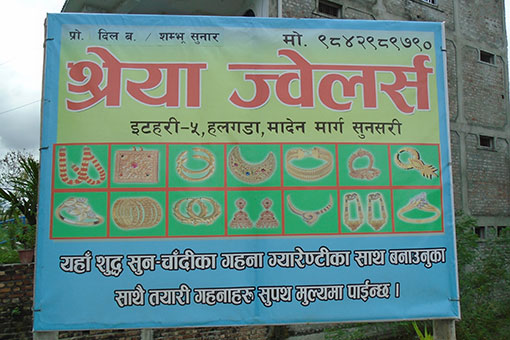 प्रो. दिल ब. / शम्भू सुनार
मो. ९८४२९८९७९०
श्रेया ज्वेलर्स
इटहरी-५,हलगडा,मादेन मार्ग सुनसरी
यहाँ शुद्ध सुन-चाँदीका गहना ग्यारेण्टीका साथ बनाउनुका
साथै तयारी गहनाहरू सुपथ मुल्यमा पाईन्छ ।